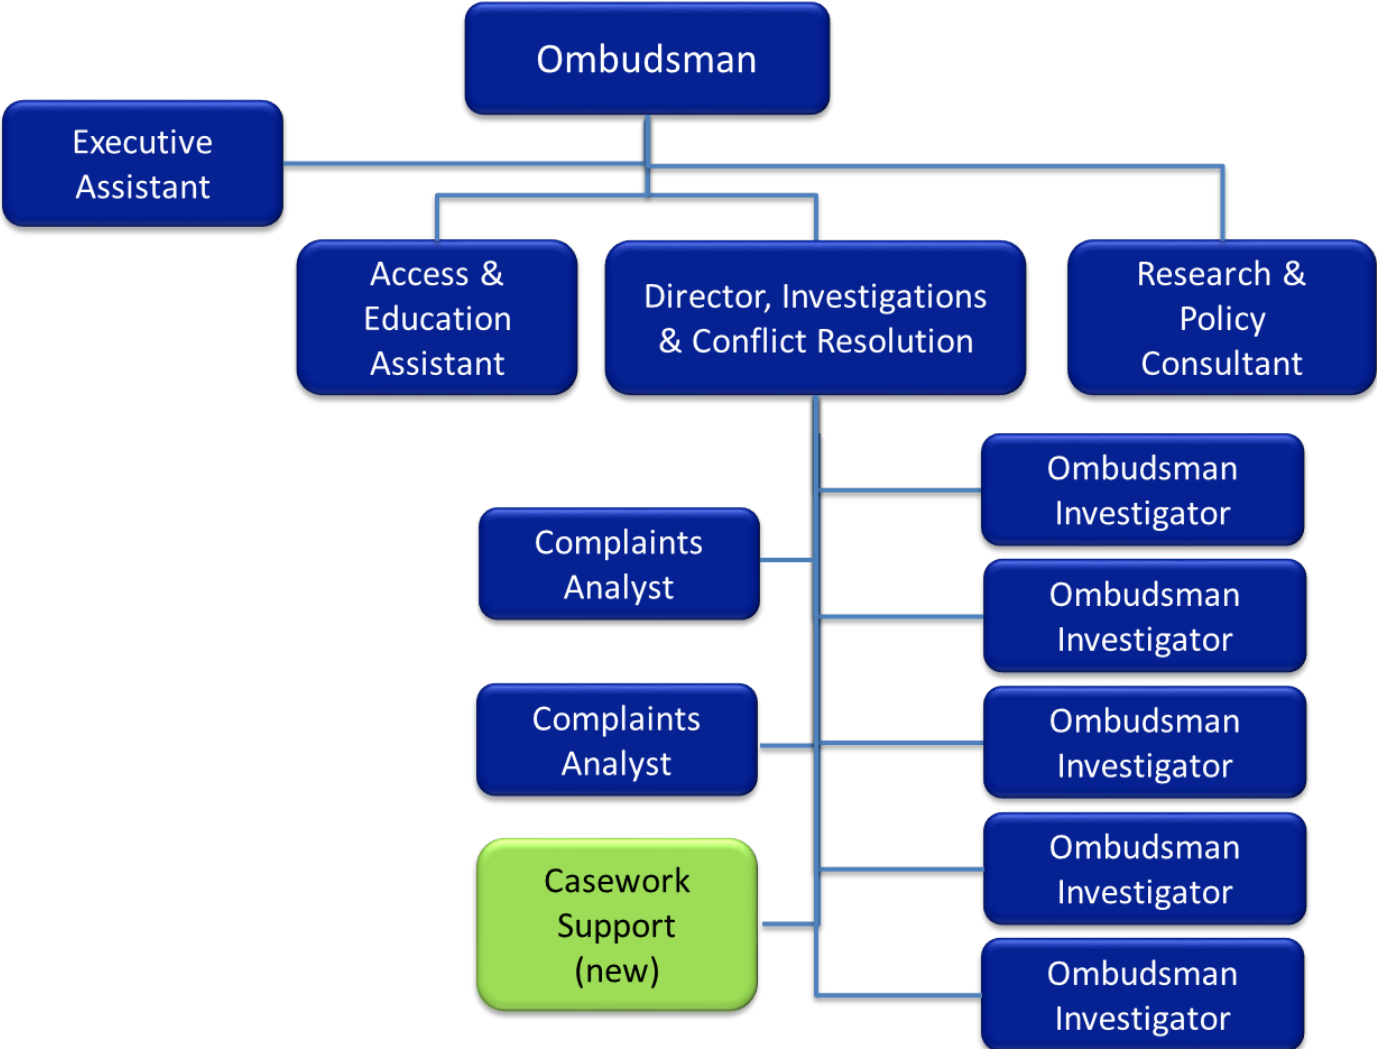 Ombudsman
Executive
Assistant
Access &
Education
Assistant
Director, Investigations
& Conflict Resolution
Research &
Policy
Consultant
Ombudsman
Investigator
Complaints
Analyst
Ombudsman
Investigator
Complaints
Analyst
Ombudsman
Investigator
Ombudsman
Investigator
Casework
Support
(new)
Ombudsman
Investigator